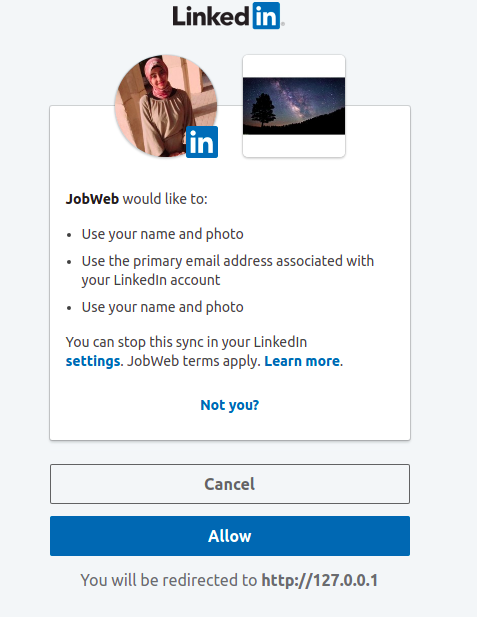 Linked in
in
JobWeb would like to:
• Use your name and photo
• Use the primary email address associated with
your LinkedIn account
• Use your name and photo
You can stop this sync in your LinkedIn
settings. JobWeb terms apply. Learn more.
Not you?
Cancel
Allow
You will be redirected to http://127.0.0.1